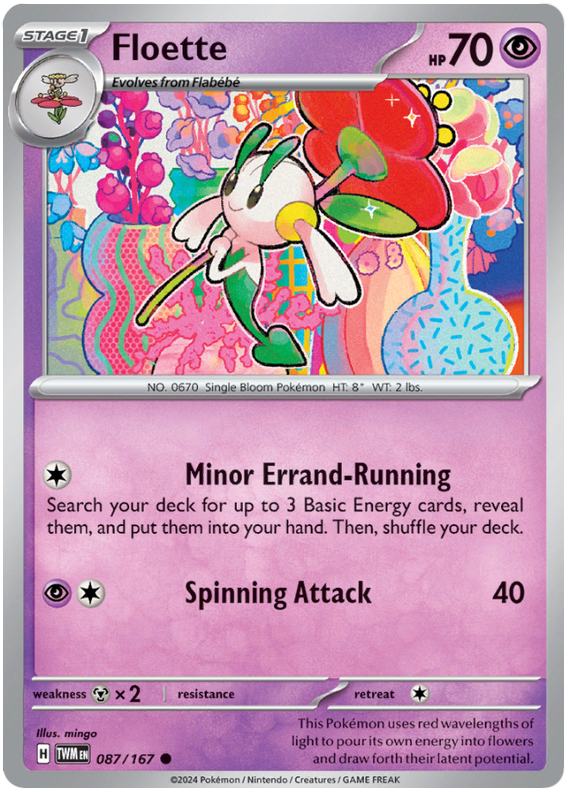 STAGE1
Floette
HP 70
Evolves from Flabébé
NO. 0670 Single Bloom Pokémon HT: 8" WT: 2 lbs.
Minor Errand-Running
Search your deck for up to 3 Basic Energy cards, reveal
them, and put them into your hand. Then, shuffle your deck.
Spinning Attack 40
weakness ×2 resistance retreat
Illus. mingo
H TWM EN 087/167
This Pokémon uses red wavelengths of
light to pour its own energy into flowers
and draw forth their latent potential.
©2024 Pokémon / Nintendo / Creatures / GAME FREAK